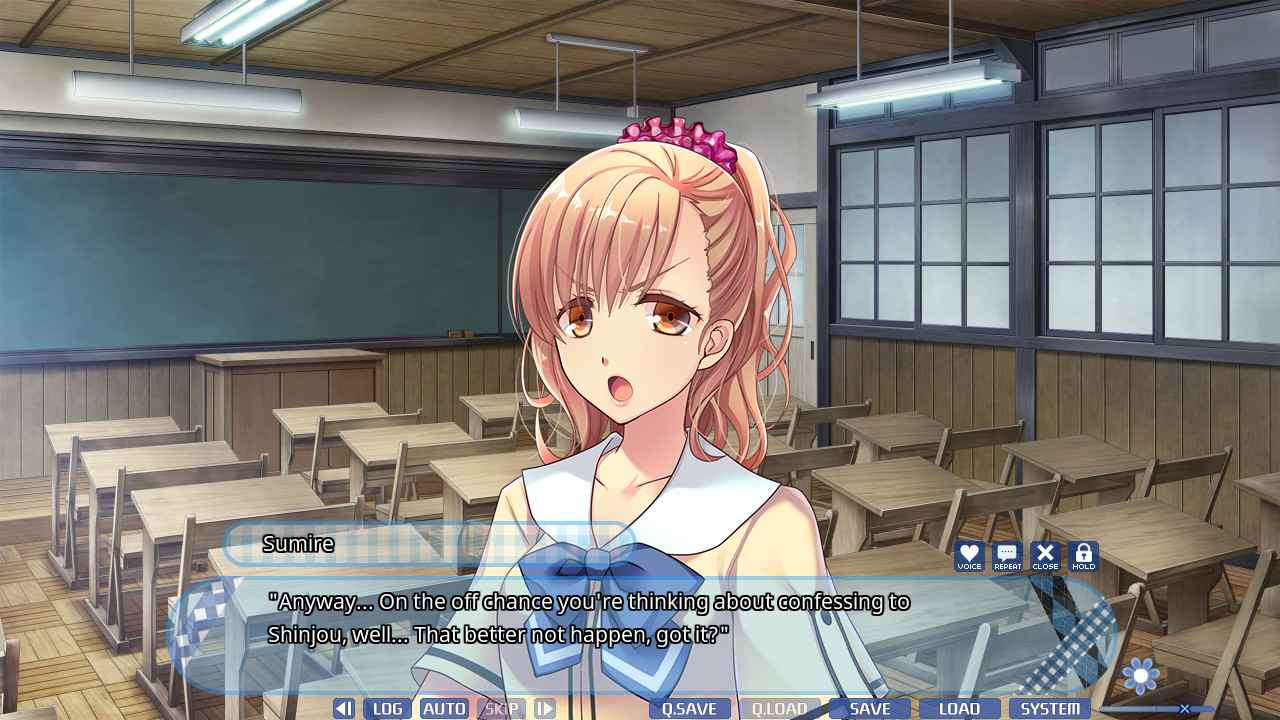 Sumire
VOICE REPEAT CLOSE HOLD
"Anyway... On the off chance you're thinking about confessing to
Shinjou, well... That better not happen, got it?"
LOG AUTO SKIP Q.SAVE Q.LOAD SAVE LOAD SYSTEM